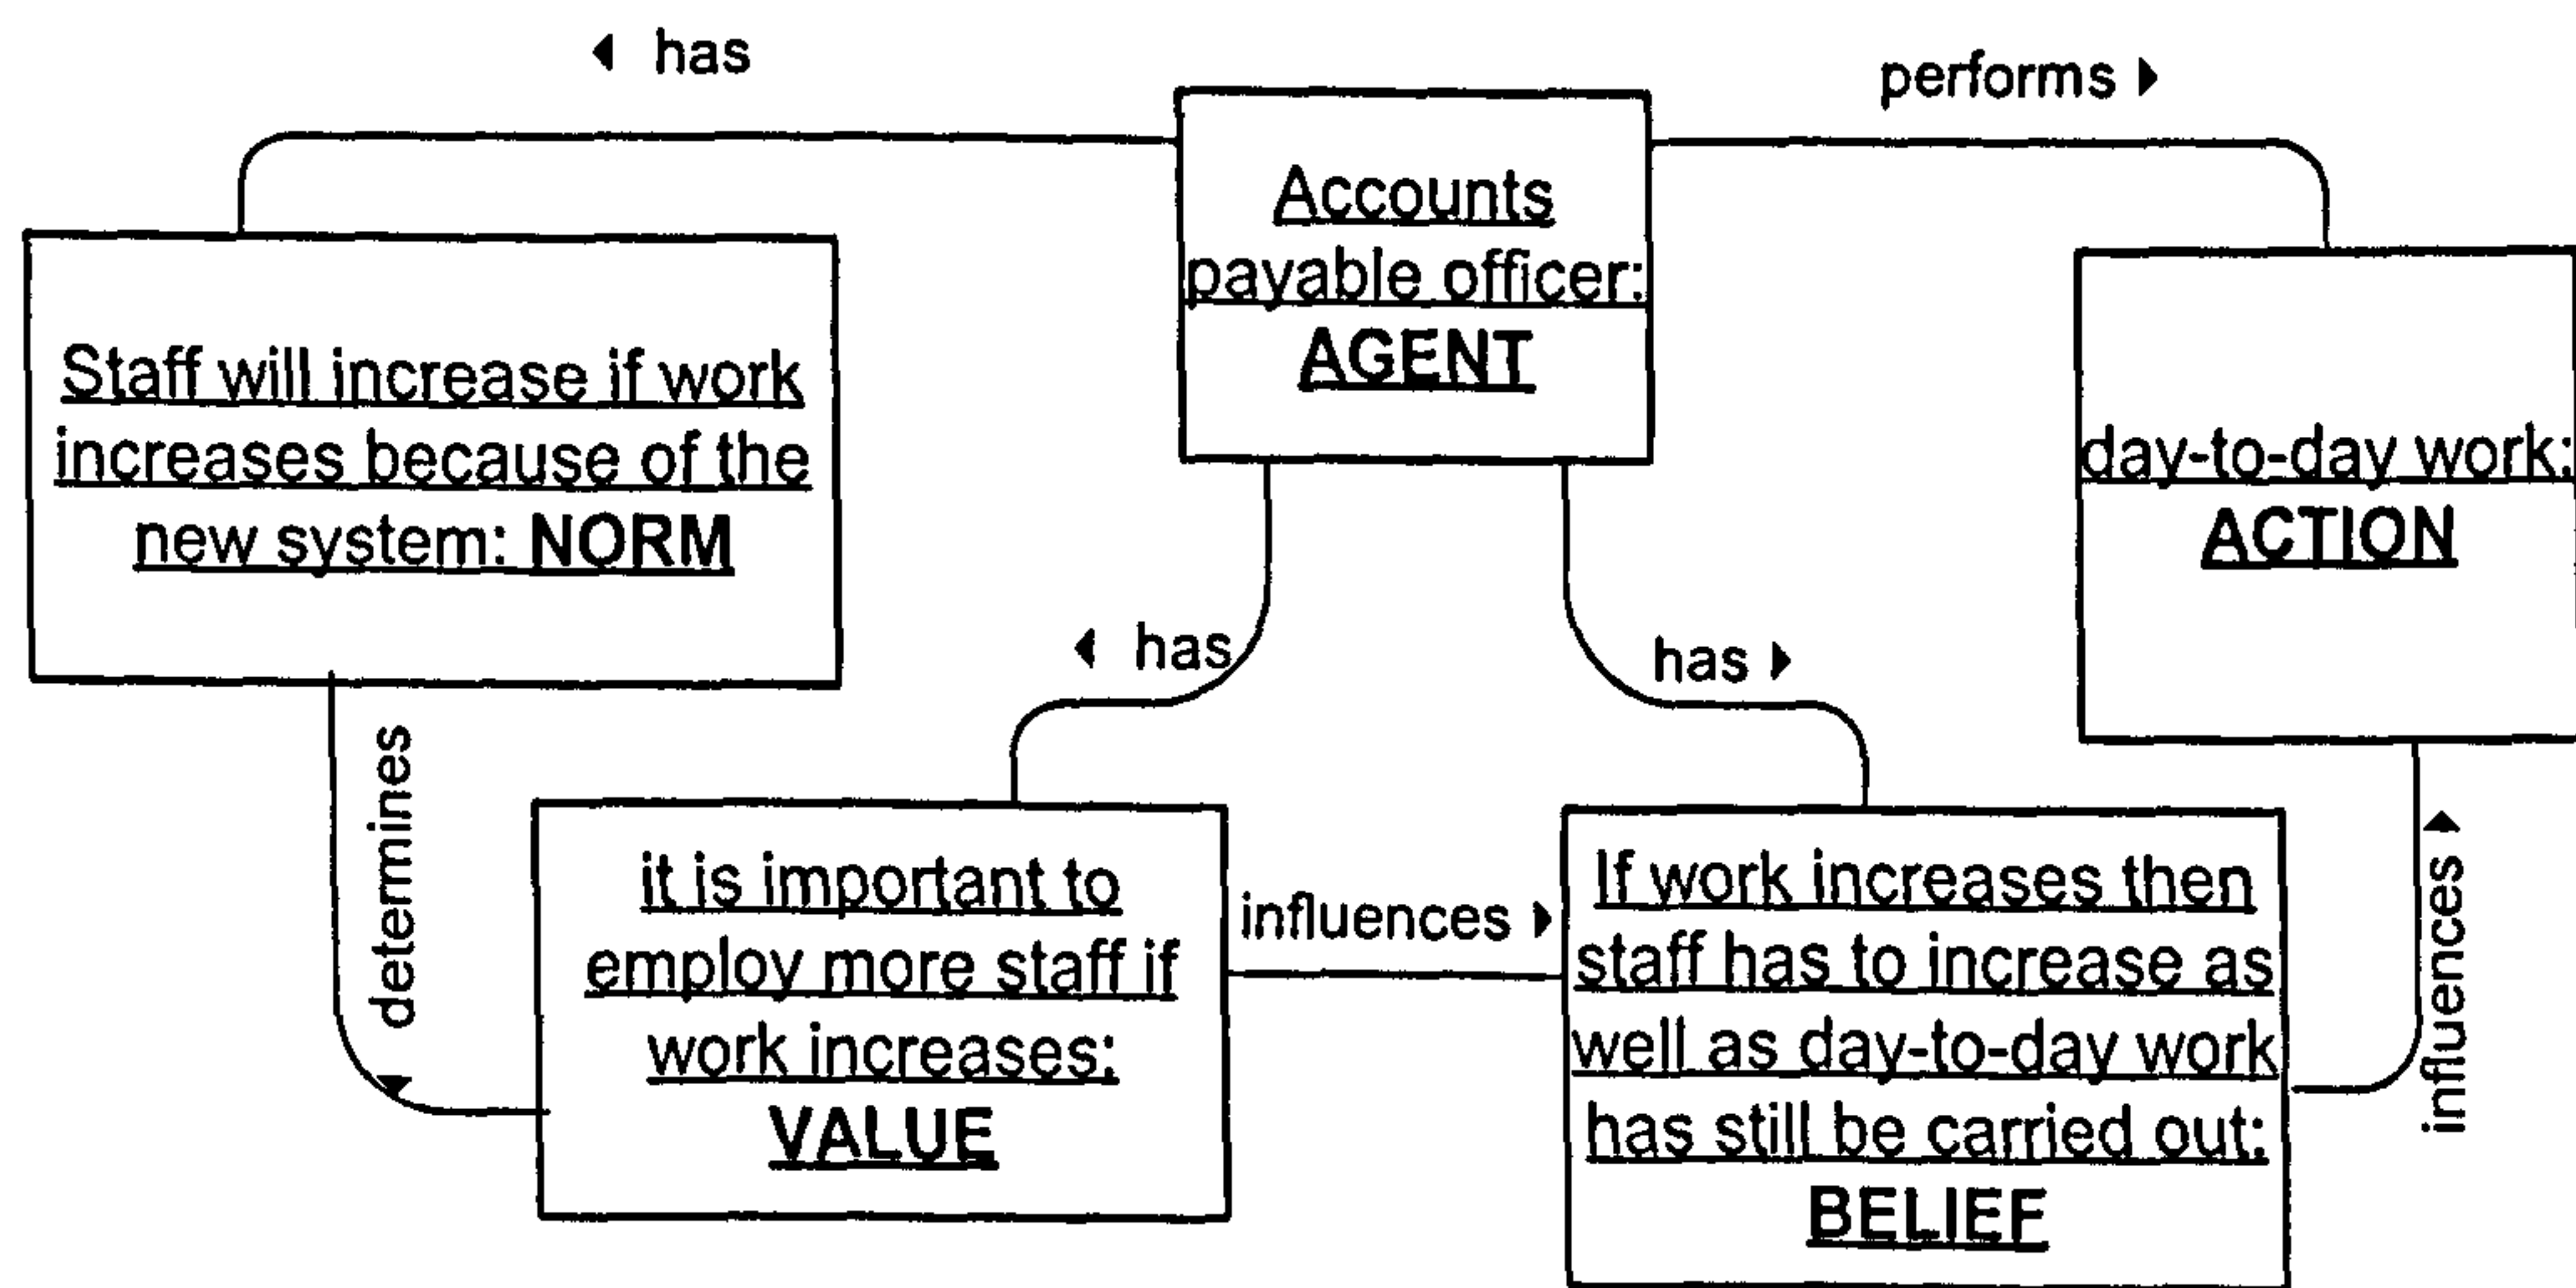 ◀ has
performs ▶
Accounts
payable officer:
AGENT
Staff will increase if work
increases because of the
new system: NORM
day-to-day work:
ACTION
◀ has
has ▶
determines
it is important to
employ more staff if
work increases:
VALUE
influences ▶
If work increases then
staff has to increase as
well as day-to-day work
has still be carried out:
BELIEF
influences ▶